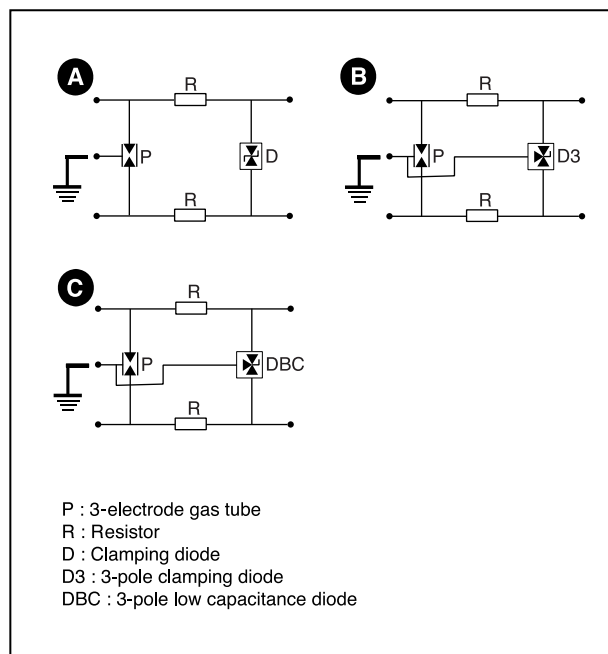 A
R
P
D
R
B
R
P
D3
R
C
R
P
DBC
R
P : 3-electrode gas tube
R : Resistor
D : Clamping diode
D3 : 3-pole clamping diode
DBC : 3-pole low capacitance diode